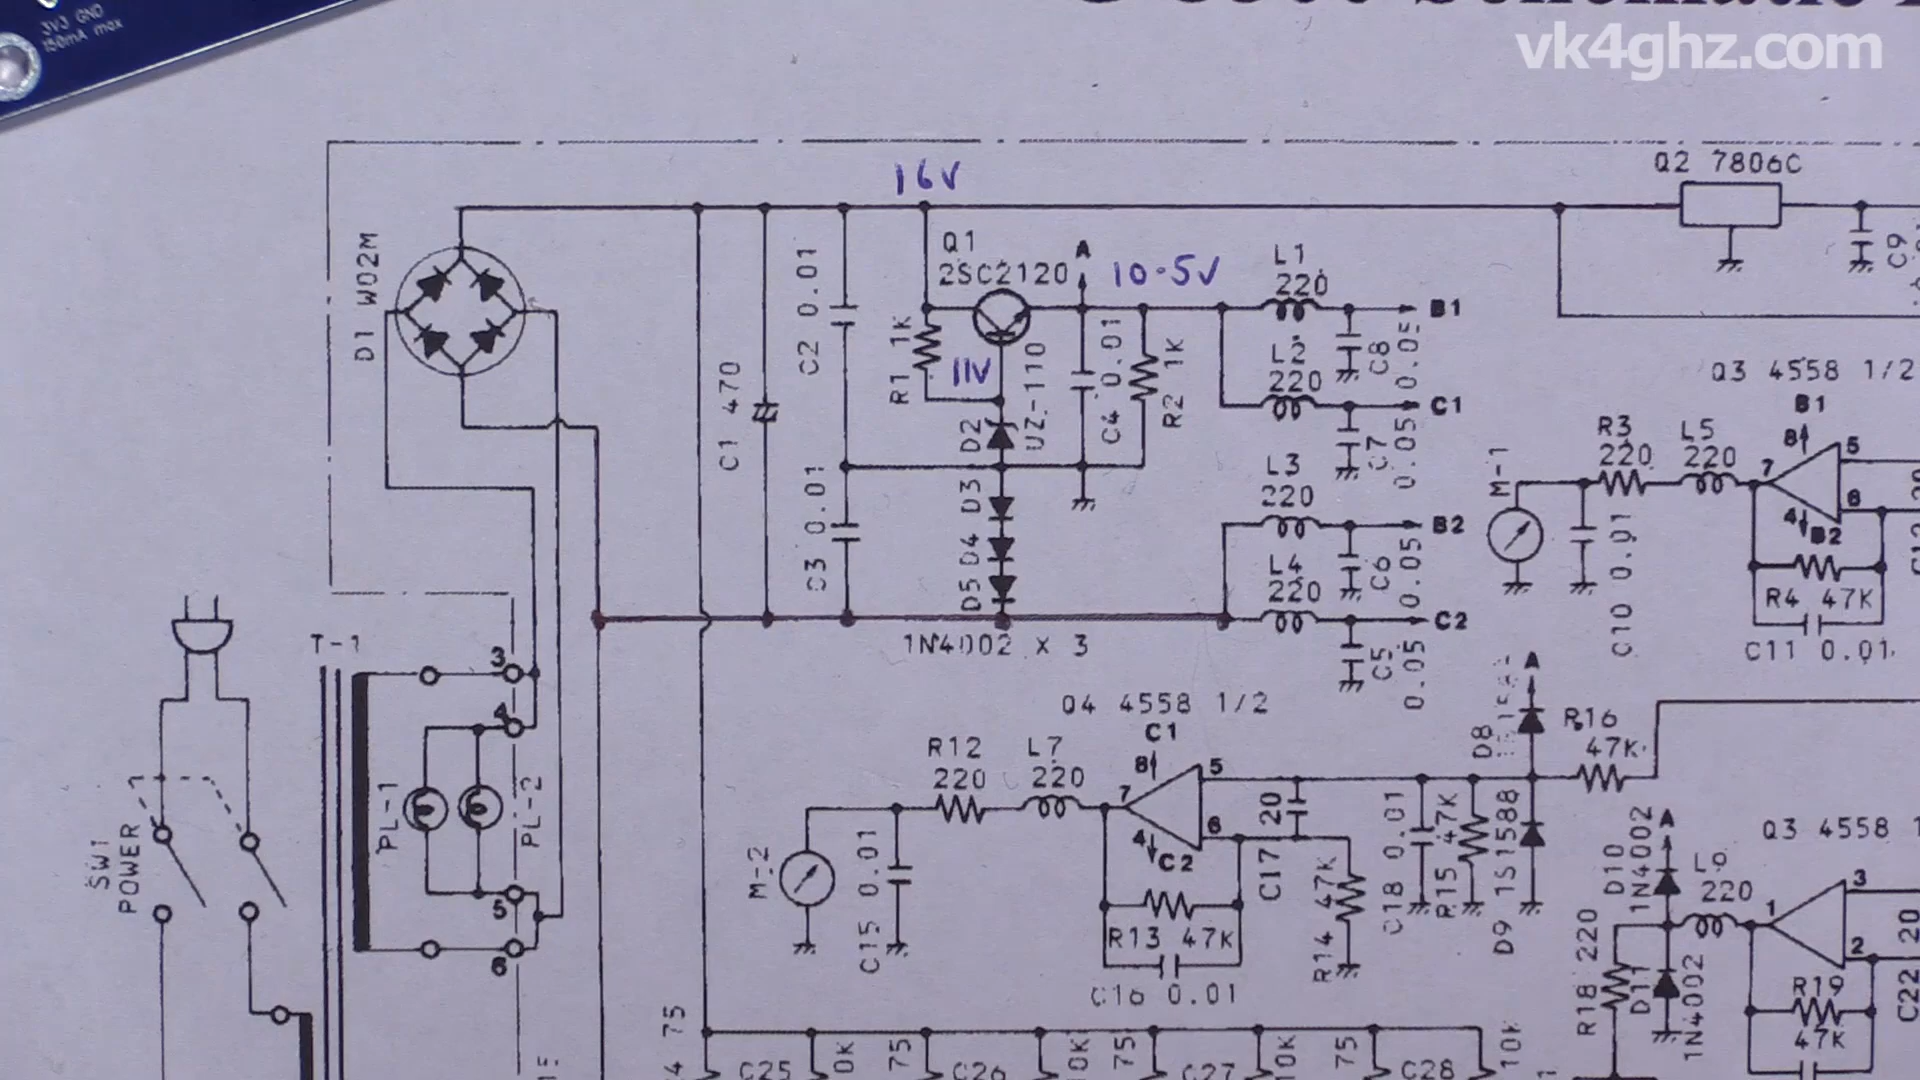 3V3 GND
150mA max
vk4ghz.com
16V
Q2 7806C
D1 W02M
Q1
2SC2120
A
10.5V
L1
220
B1
C9
C1 470
C2 0.01
R1 1K
11V
D2
UZ-110
C4 0.01
R2 1K
L2
220
C8
0.05
C1
C7
0.05
Q3 4558 1/2
B1
8
5
R3
220
L5
220
7
6
4
B2
M-1
C10 0.01
R4 47K
C11 0.01
C3 0.01
D3
D4
D5
L3
220
B2
C6
0.05
L4
220
C2
C5
0.05
1N4002 x 3
T-1
3
4
5
6
PL-1
PL-2
SW1
POWER
Q4 4558 1/2
C1
8
5
R12
220
L7
220
7
6
4
C2
M-2
C15 0.01
R13 47K
C16 0.01
20
C17
R14 47K
C18 0.01
R15 47K
D8
A
R16
47K
D9 1S1588
D10
1N4002
A
Q3 4558 1
L9
220
3
1
2
R18 220
D11
1N4002
R19
47K
C22 20
75
C25
75
C26
75
C27
75
C28
10K